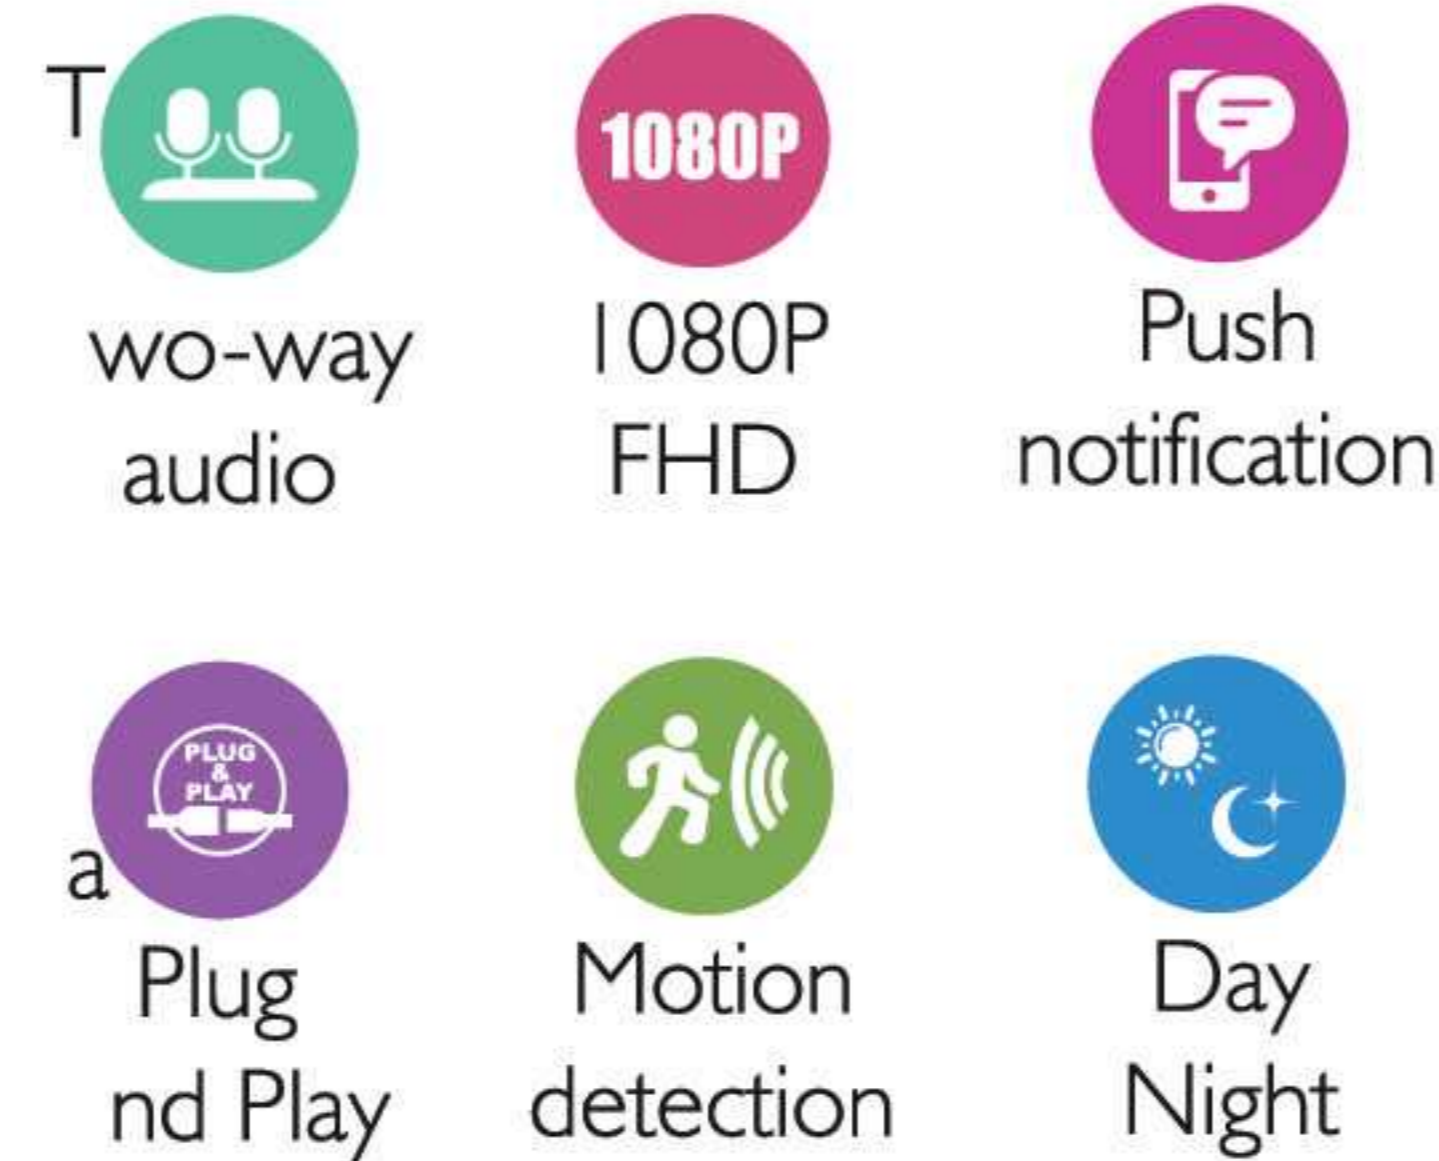 T
wo-way
audio
1080P
1080P
FHD
Push
notification
PLUG
&
PLAY
a
Plug
nd Play
Motion
detection
Day
Night